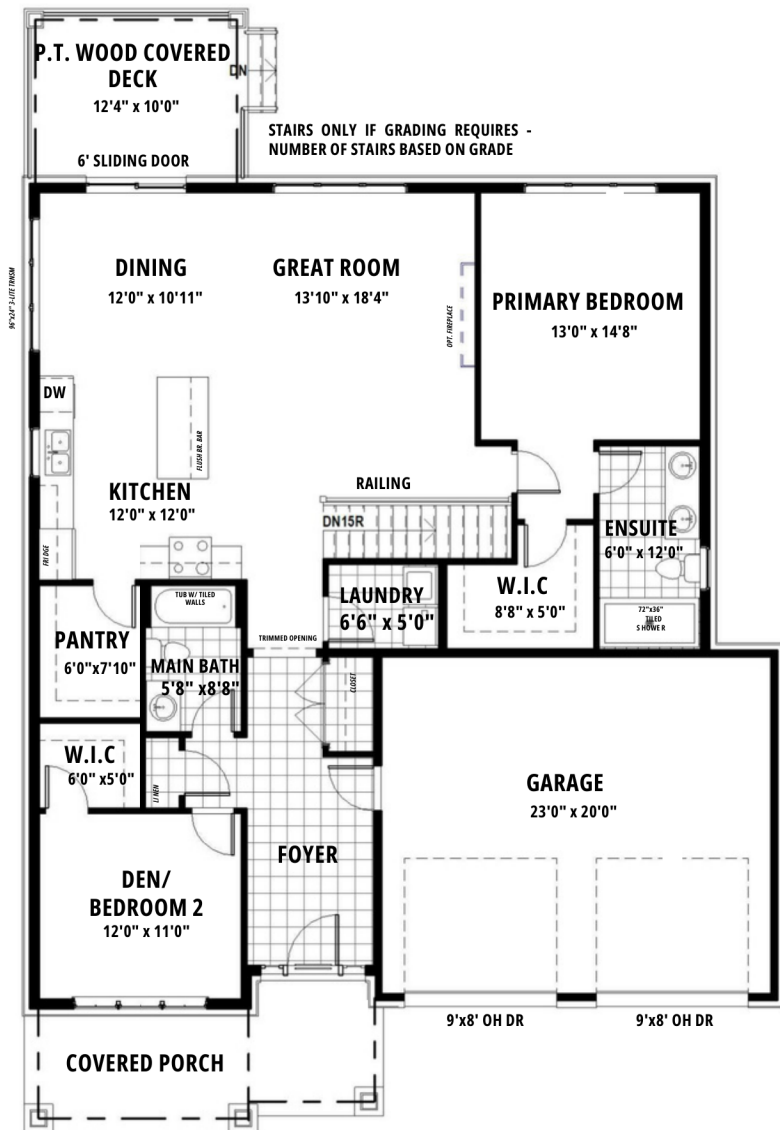 P.T. WOOD COVERED
DECK
12'4" x 10'0"
DN
STAIRS ONLY IF GRADING REQUIRES -
NUMBER OF STAIRS BASED ON GRADE
6' SLIDING DOOR
DINING
12'0" x 10'11"
GREAT ROOM
13'10" x 18'4"
PRIMARY BEDROOM
13'0" x 14'8"
96"x24" 3-LITE TRNSM
OPT. FIREPLACE
DW
FLUSH BR. BAR
KITCHEN
12'0" x 12'0"
RAILING
DN15R
FRIDGE
ENSUITE
6'0" x 12'0"
W.I.C
8'8" x 5'0"
72"x36"
TILED
SHOWER
LAUNDRY
6'6" x 5'0"
TUB W/ TILED
WALLS
PANTRY
6'0"x7'10"
MAIN BATH
5'8" x8'8"
TRIMMED OPENING
CLOSET
W.I.C
6'0" x5'0"
LINEN
GARAGE
23'0" x 20'0"
FOYER
DEN/
BEDROOM 2
12'0" x 11'0"
9'x8' OH DR
9'x8' OH DR
COVERED PORCH